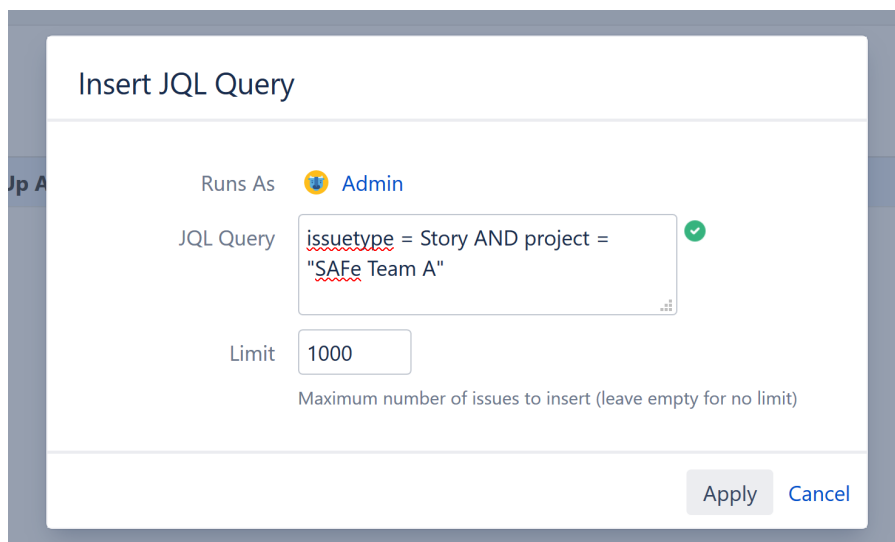 Insert JQL Query
Up A
Runs As Admin
JQL Query issuetype = Story AND project =
"SAFe Team A"
Limit 1000
Maximum number of issues to insert (leave empty for no limit)
Apply Cancel